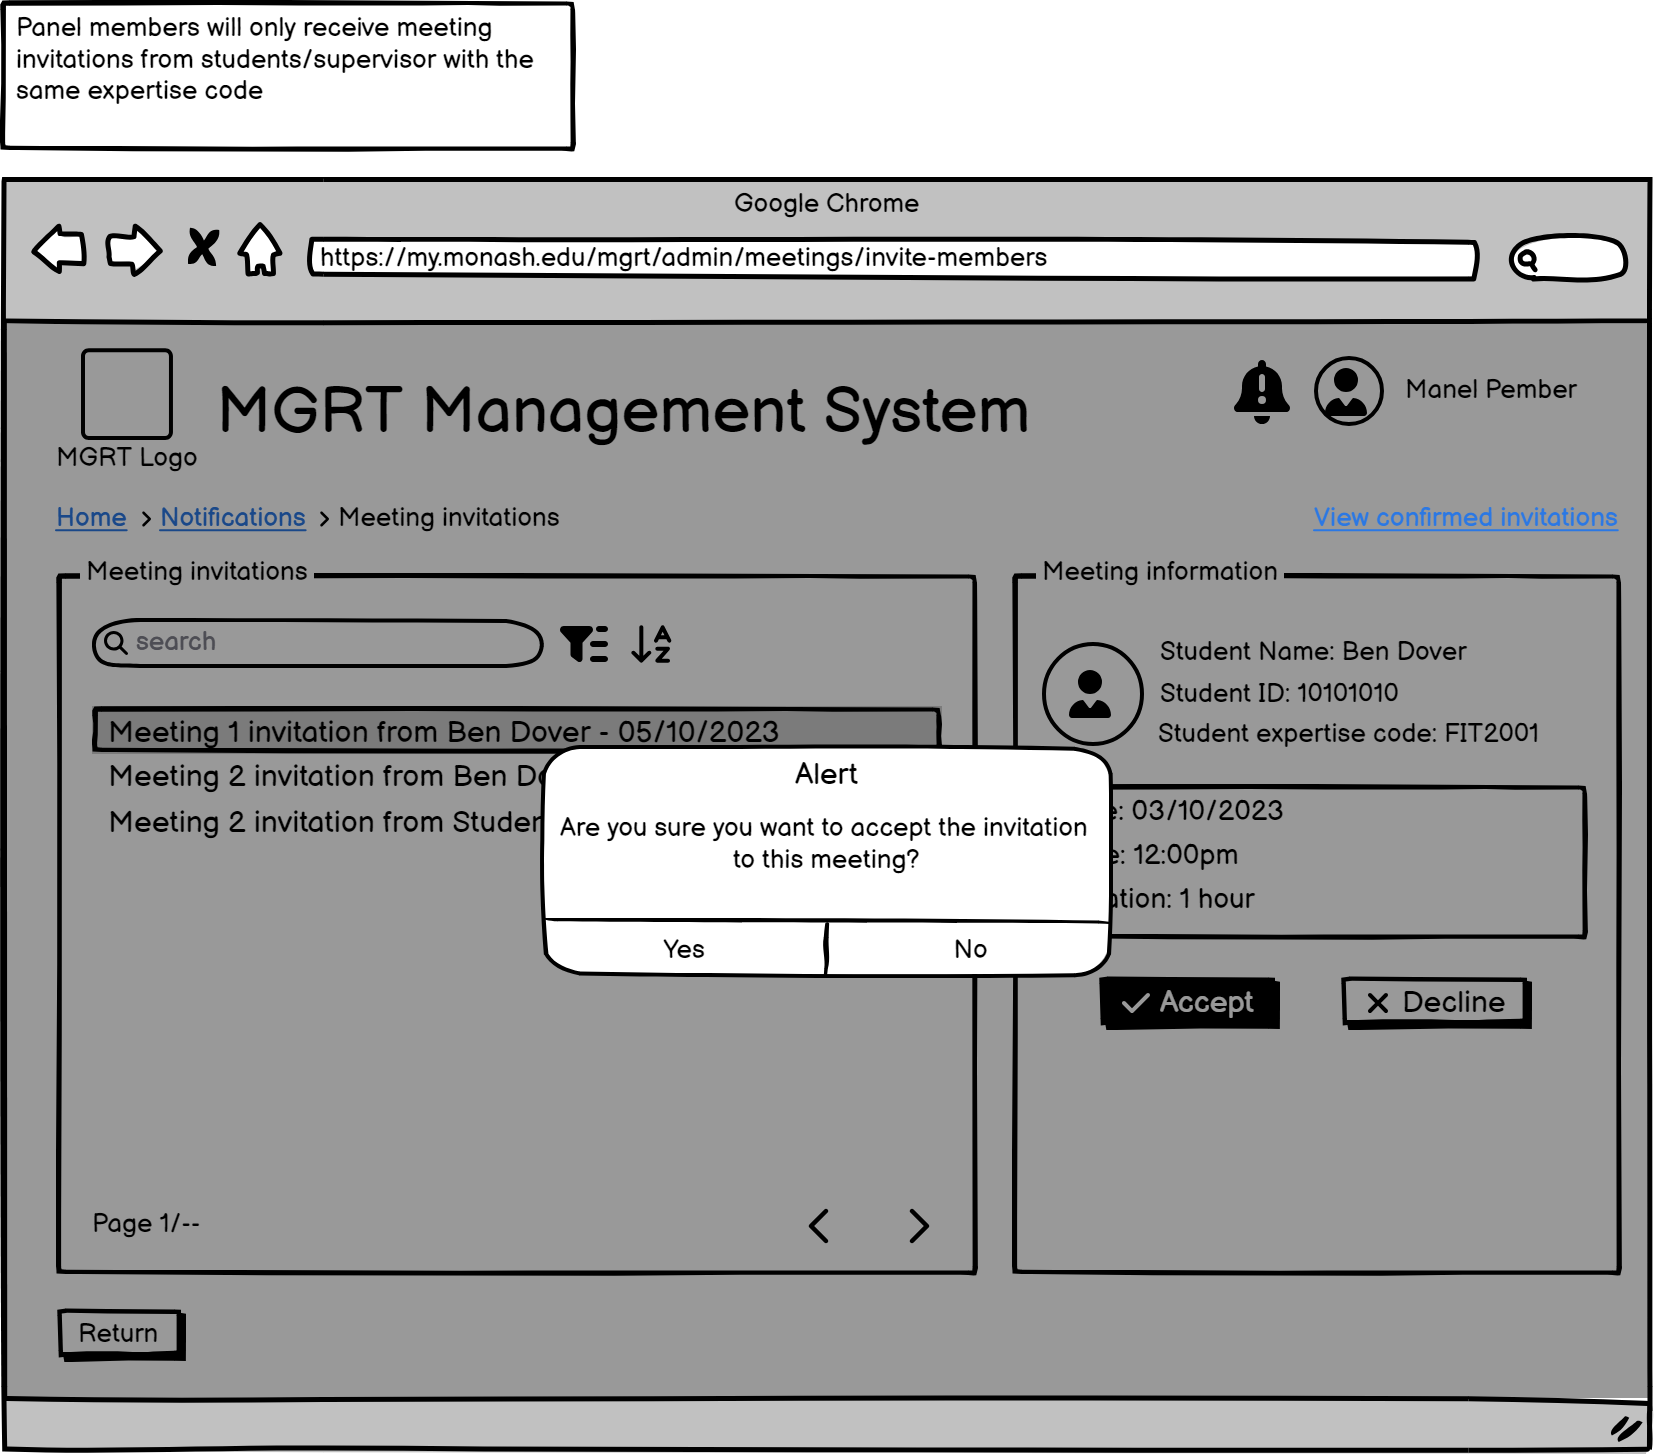 Panel members will only receive meeting
invitations from students/supervisor with the
same expertise code
Google Chrome
https://my.monash.edu/mgrt/admin/meetings/invite-members
MGRT Logo
MGRT Management System
Manel Pember
Home > Notifications > Meeting invitations
View confirmed invitations
Meeting invitations
search
Meeting 1 invitation from Ben Dover - 05/10/2023
Meeting 2 invitation from Ben
Meeting 2 invitation from
Page 1/--
Meeting information
Student Name: Ben Dover
Student ID: 10101010
Student expertise code: FIT2001
03/10/2023
12:00pm
1 hour
Accept
Decline
Alert
Are you sure you want to accept the invitation
to this meeting?
Yes
No
Return